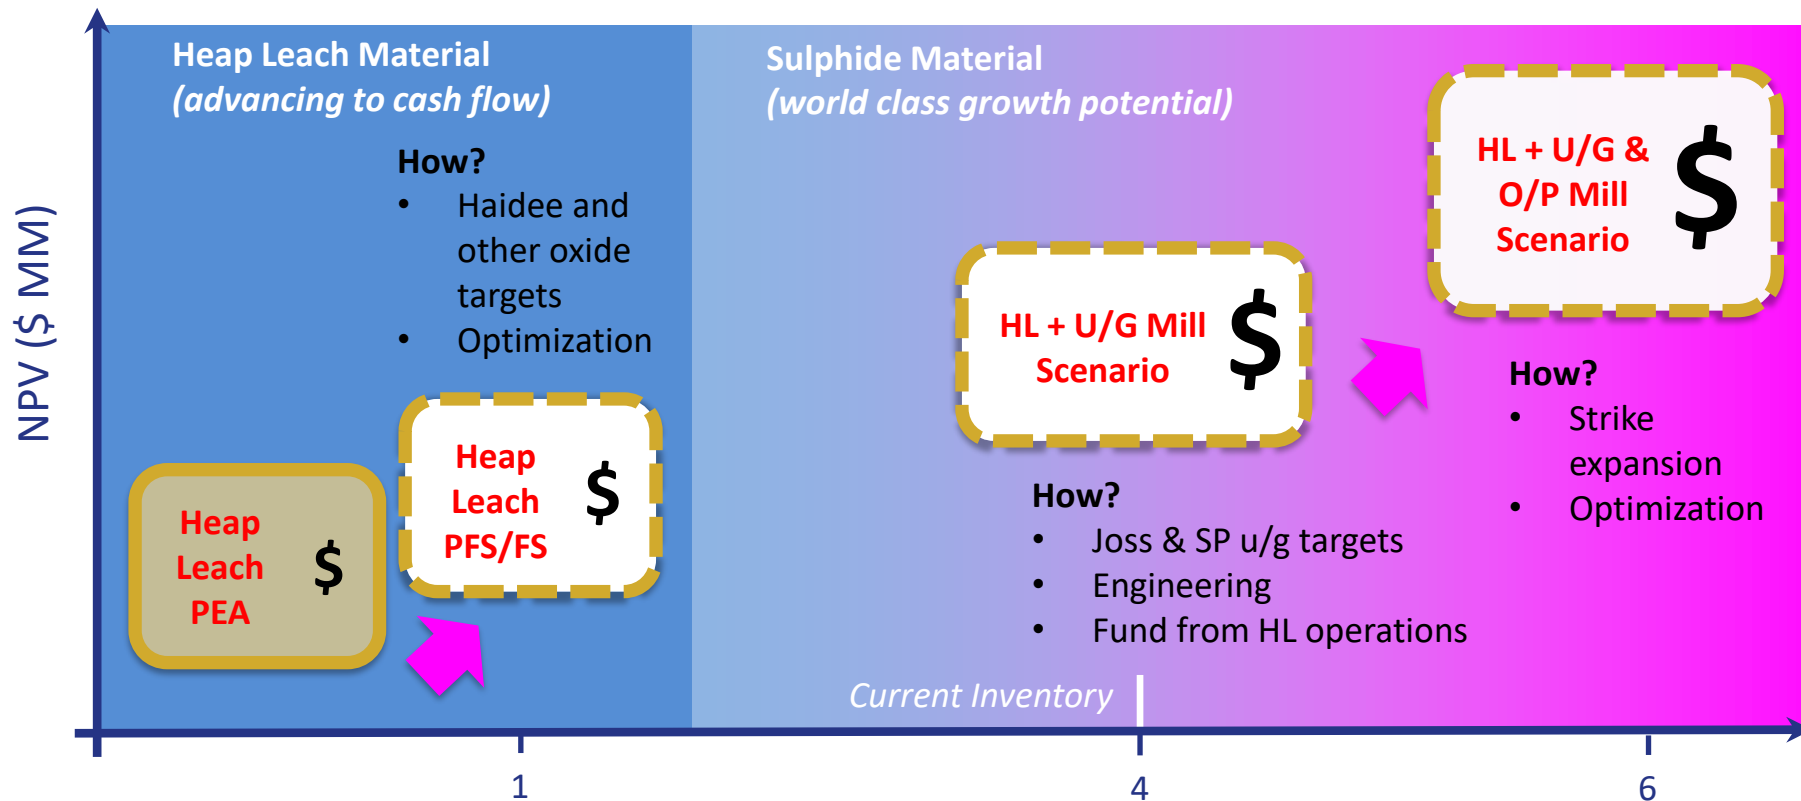 Heap Leach Material
(advancing to cash flow)
How?
• Haidee and
other oxide
targets
• Optimization
Heap
Leach
PEA
$
Heap
Leach
PFS/FS
$
Sulphide Material
(world class growth potential)
HL + U/G Mill
Scenario
$
How?
• Joss & SP u/g targets
• Engineering
• Fund from HL operations
HL + U/G &
O/P Mill
Scenario
$
How?
• Strike
expansion
• Optimization
Current Inventory
NPV ($ MM)
1
4
6